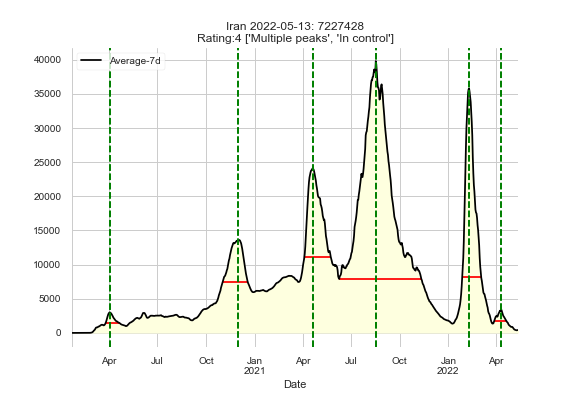 Iran 2022-05-13: 7227428
Rating:4 ['Multiple peaks', 'In control']
Average-7d
40000
35000
30000
25000
20000
15000
10000
5000
0
Apr Jul Oct Jan Apr Jul Oct Jan Apr
2021 2022
Date